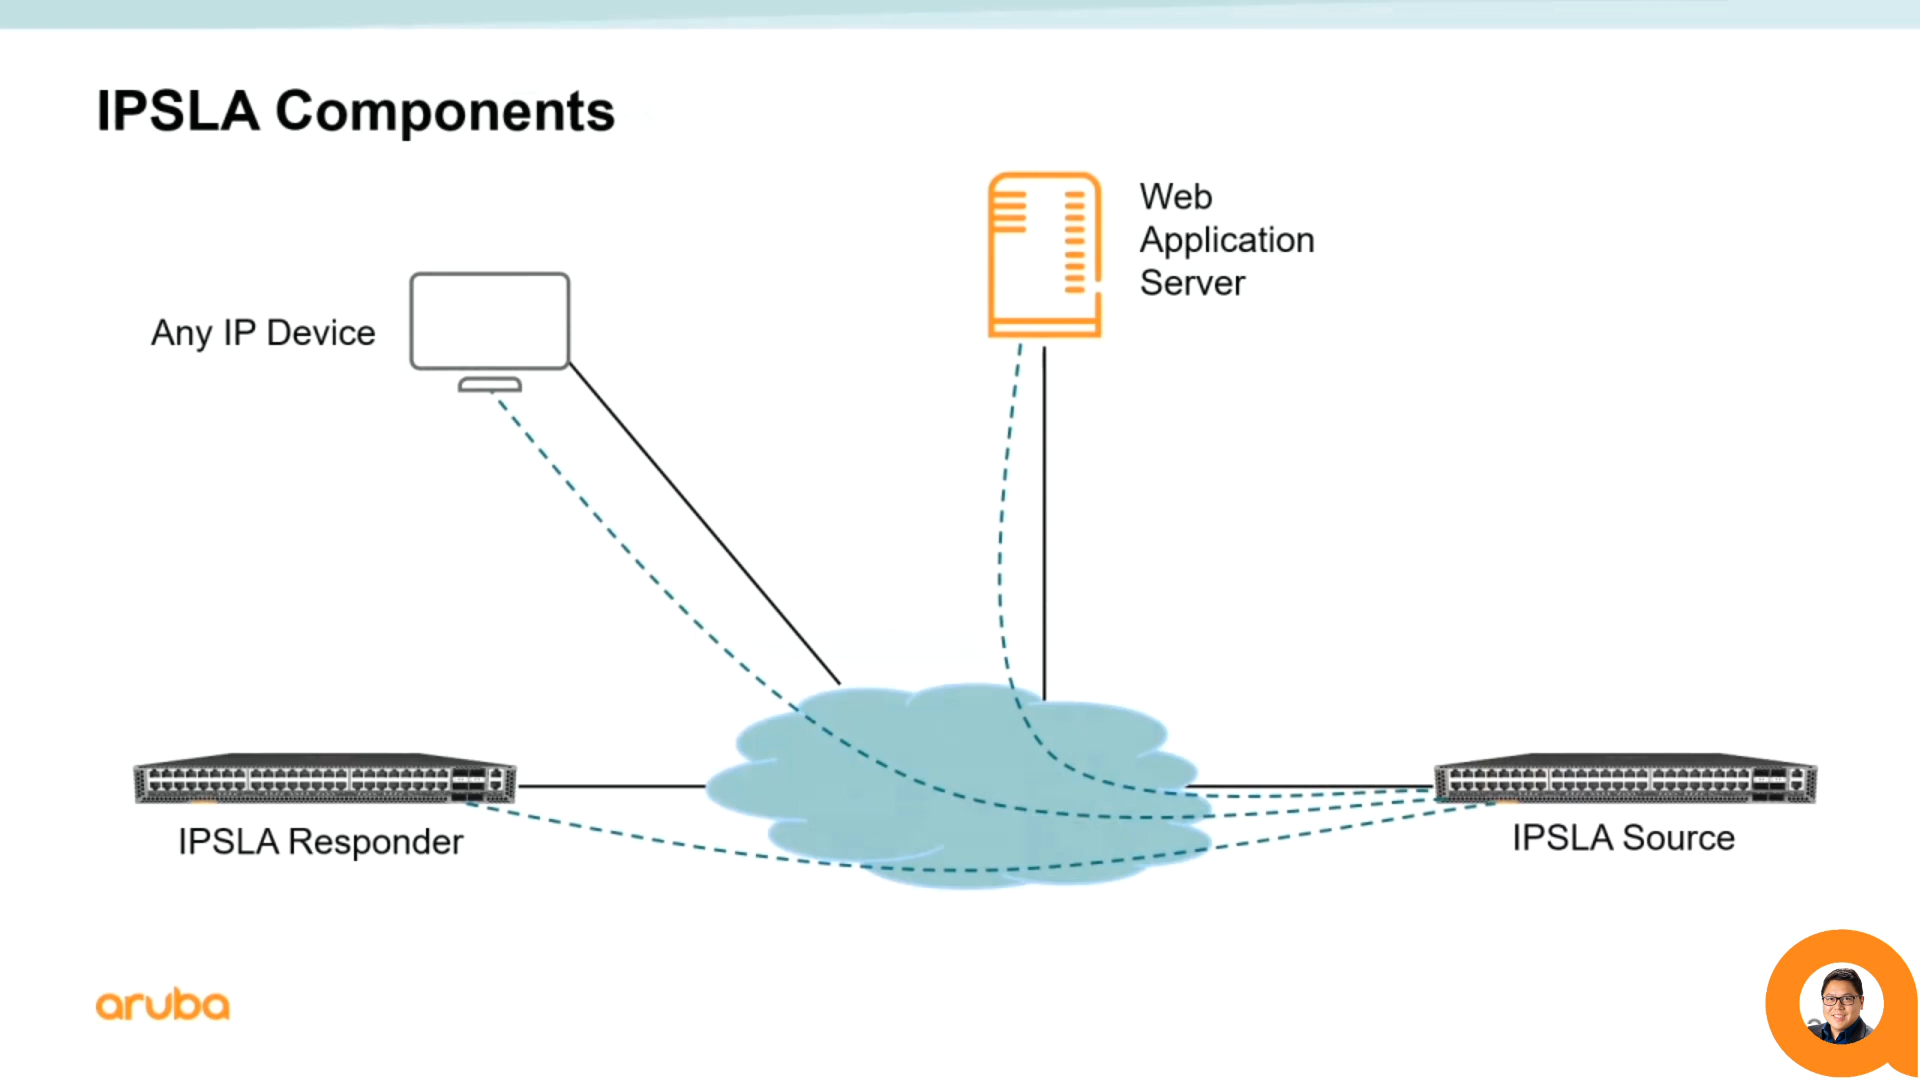 IPSLA Components
Web
Application
Server
Any IP Device
IPSLA Responder
IPSLA Source
aruba